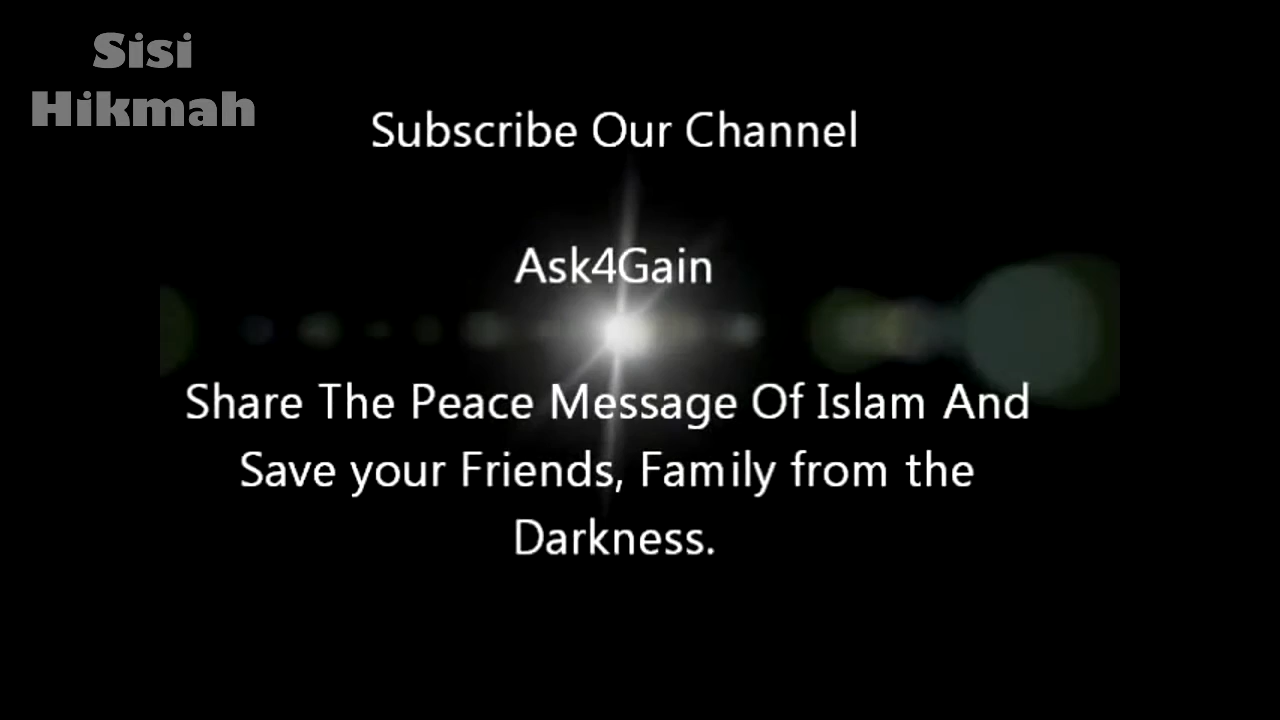 Sisi
Hikmah
Subscribe Our Channel
Ask4Gain
Share The Peace Message Of Islam And
Save your Friends, Family from the
Darkness.